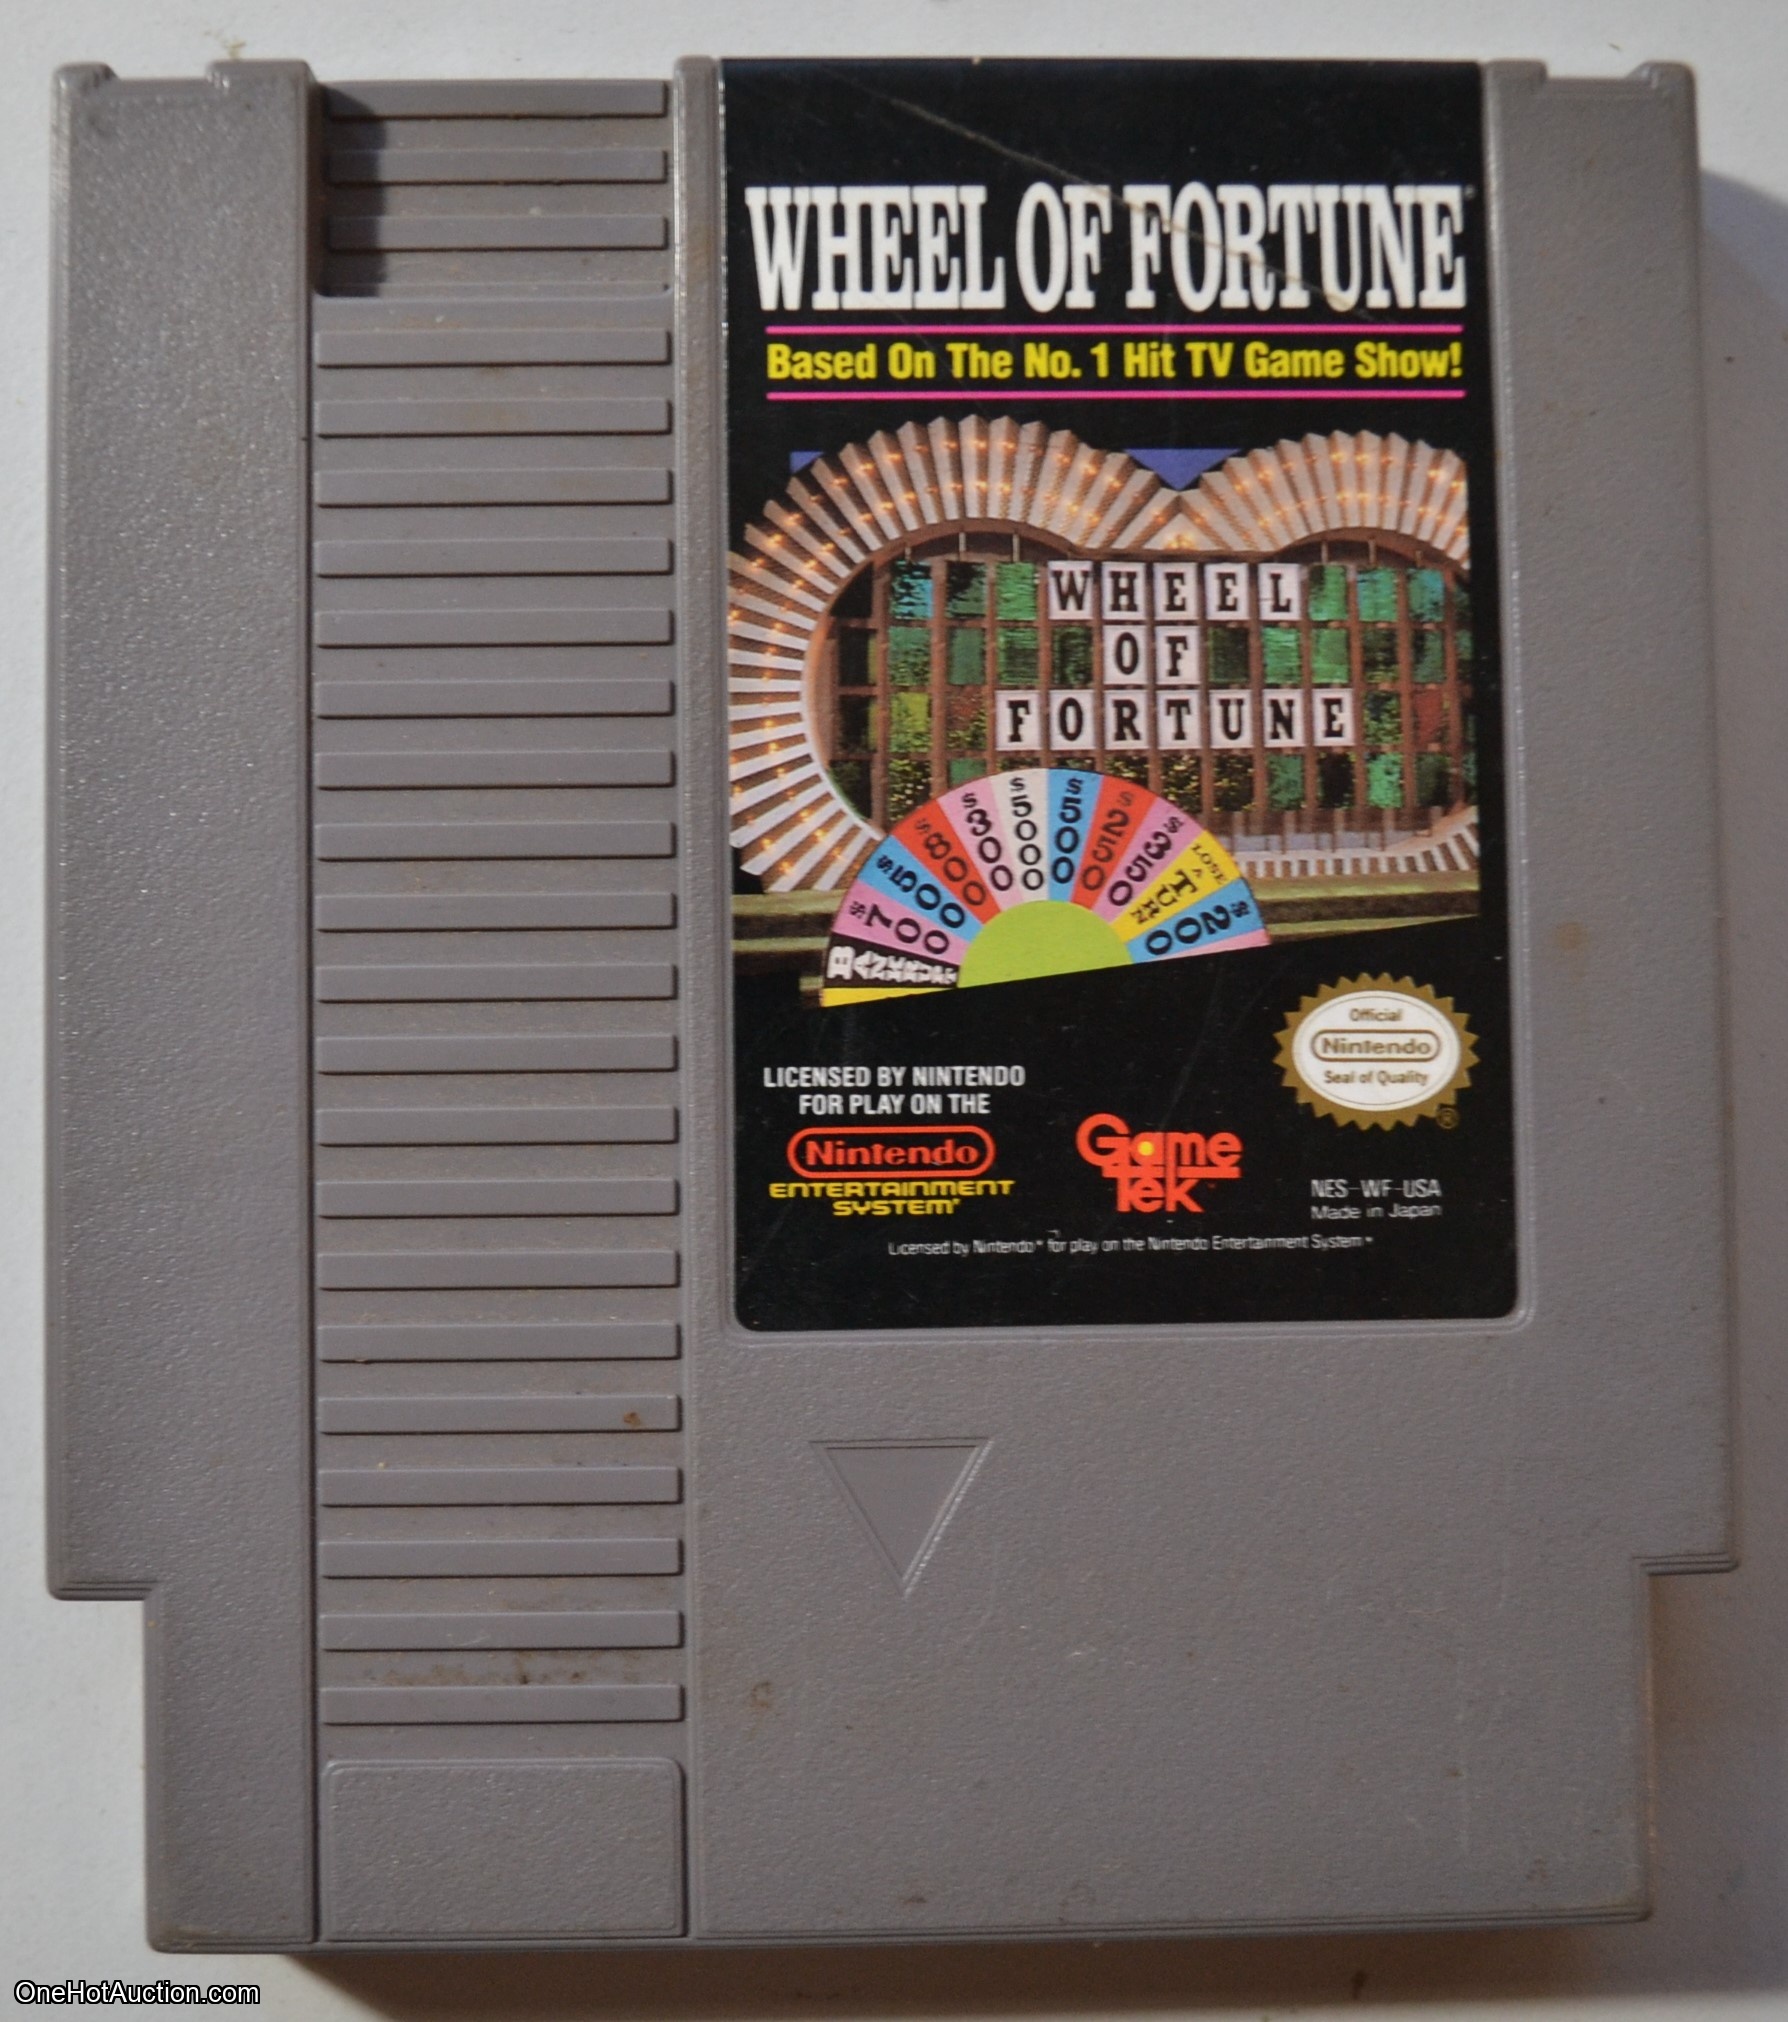 WHEEL OF FORTUNE
Based On The No. 1 Hit TV Game Show!
WHEEL
OF
FORTUNE
BANKRUPT
$700
$500
$800
$300
$5000
$500
$250
$350
LOSE A TURN
$200
Official
Nintendo
Seal of Quality
®
LICENSED BY NINTENDO
FOR PLAY ON THE
Nintendo
ENTERTAINMENT
SYSTEM
Game
Tek
NES-WF-USA
Made in Japan
Licensed by Nintendo® for play on the Nintendo Entertainment System®
OneHotAuction.com